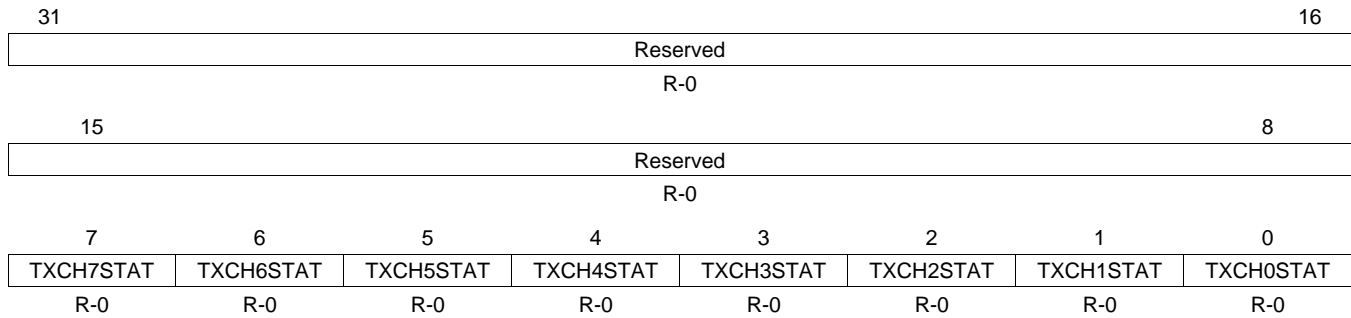 31 16
Reserved
R-0
15 8
Reserved
R-0
7 6 5 4 3 2 1 0
TXCH7STAT TXCH6STAT TXCH5STAT TXCH4STAT TXCH3STAT TXCH2STAT TXCH1STAT TXCH0STAT
R-0 R-0 R-0 R-0 R-0 R-0 R-0 R-0